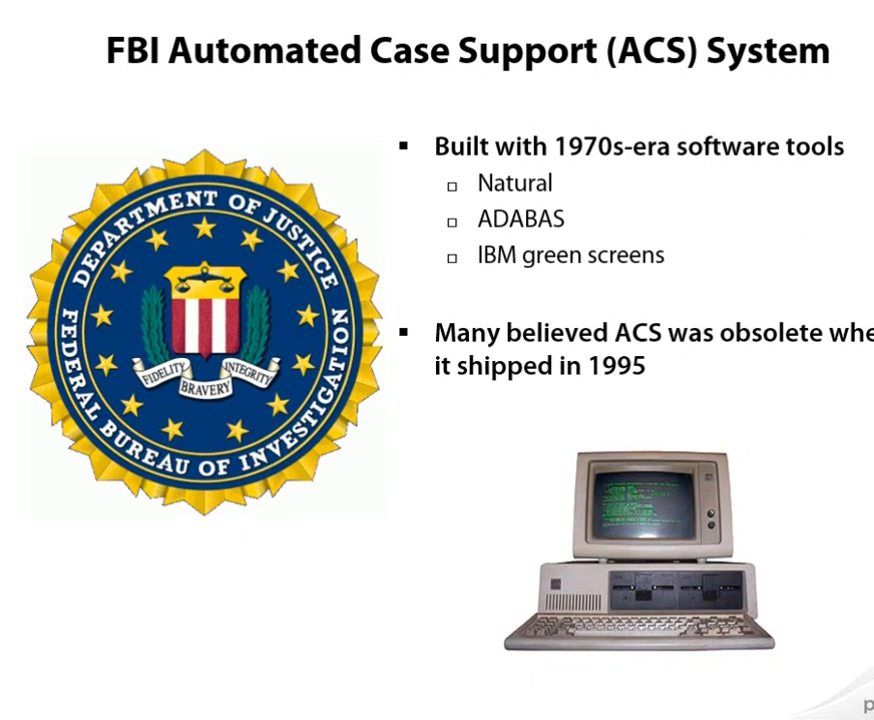 FBI Automated Case Support (ACS) System
▪ Built with 1970s-era software tools
▫ Natural
▫ ADABAS
▫ IBM green screens
▪ Many believed ACS was obsolete whe
it shipped in 1995
DEPARTMENT OF JUSTICE
FEDERAL BUREAU OF INVESTIGATION
FIDELITY BRAVERY INTEGRITY
p